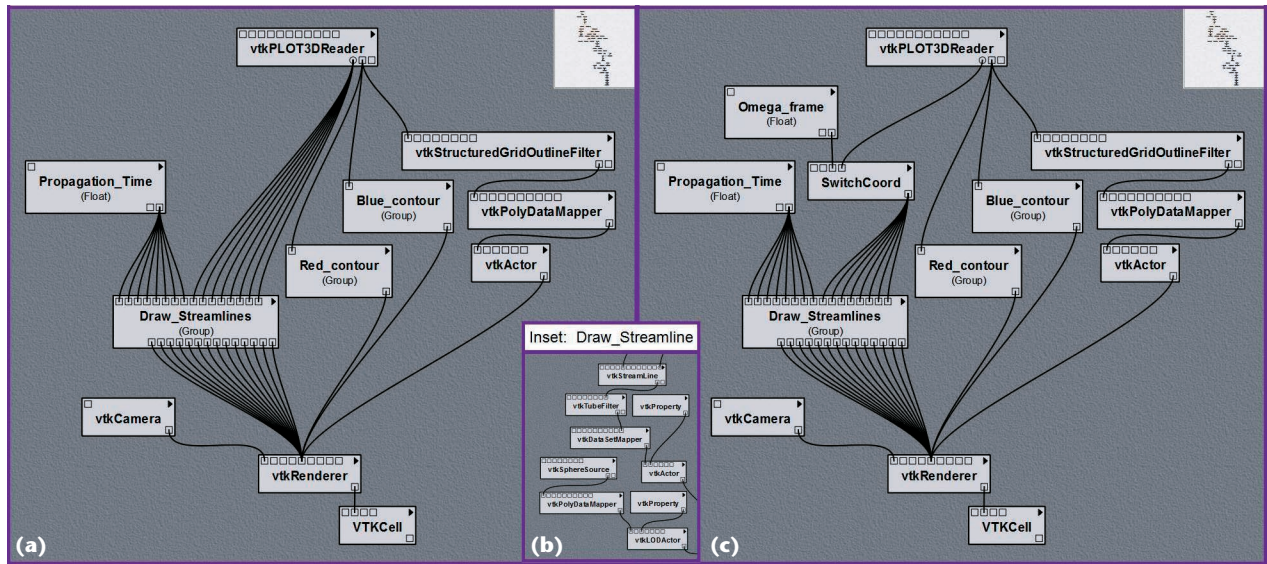 vtkPLOT3DReader
vtkStructuredGridOutlineFilter
Propagation_Time
(Float)
Blue_contour
(Group)
vtkPolyDataMapper
Red_contour
(Group)
vtkActor
Draw_Streamlines
(Group)
vtkCamera
vtkRenderer
VTKCell
(a)
Inset: Draw_Streamline
vtkStreamLine
vtkTubeFilter
vtkProperty
vtkDataSetMapper
vtkSphereSource
vtkActor
vtkPolyDataMapper
vtkProperty
vtkLODActor
(b)
vtkPLOT3DReader
Omega_frame
(Float)
vtkStructuredGridOutlineFilter
Propagation_Time
(Float)
SwitchCoord
Blue_contour
(Group)
vtkPolyDataMapper
Red_contour
(Group)
vtkActor
Draw_Streamlines
(Group)
vtkCamera
vtkRenderer
VTKCell
(c)